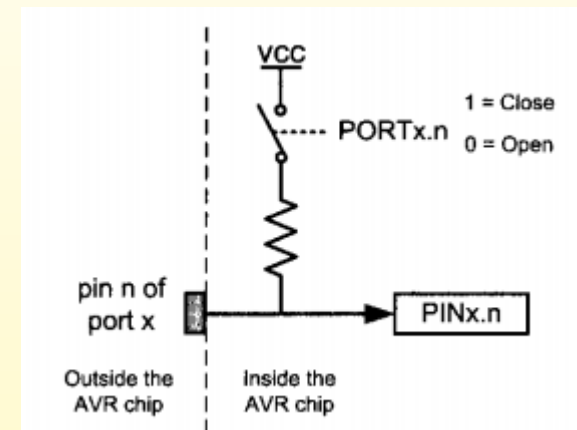 VCC
PORTx.n
1 = Close
0 = Open
pin n of
port x
PINx.n
Outside the
AVR chip
Inside the
AVR chip